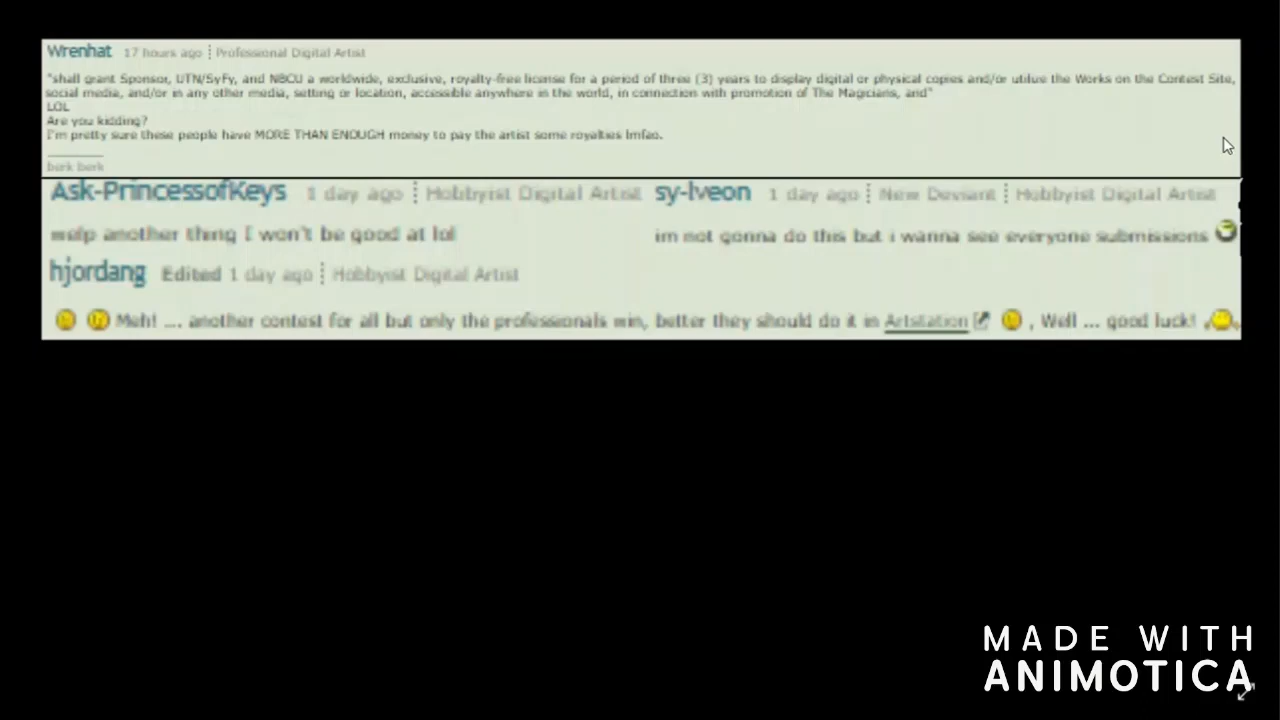 Wrenhat 17 hours ago Professional Digital Artist
"shall grant Sponsor, UTN/SyFy, and NBCU a worldwide, exclusive, royalty-free license for a period of three (3) years to display digital or physical copies and/or utilize the Works on the Contest Site,
social media, and/or in any other media, setting or location, accessible anywhere in the world, in connection with promotion of The Magicians, and"
LOL
Are you kidding?
I'm pretty sure these people have MORE THAN ENOUGH money to pay the artist some royalties lmfao.
berk berk
Ask-PrincessofKeys 1 day ago Hobbyist Digital Artist
welp another thing I won't be good at lol
sy-lveon 1 day ago New Deviant Hobbyist Digital Artist
im not gonna do this but i wanna see everyone submissions
hjordang Edited 1 day ago Hobbyist Digital Artist
Meh! .... another contest for all but only the professionals win, better they should do it in Artstation , Well ... good luck!
MADE WITH
ANIMOTICA